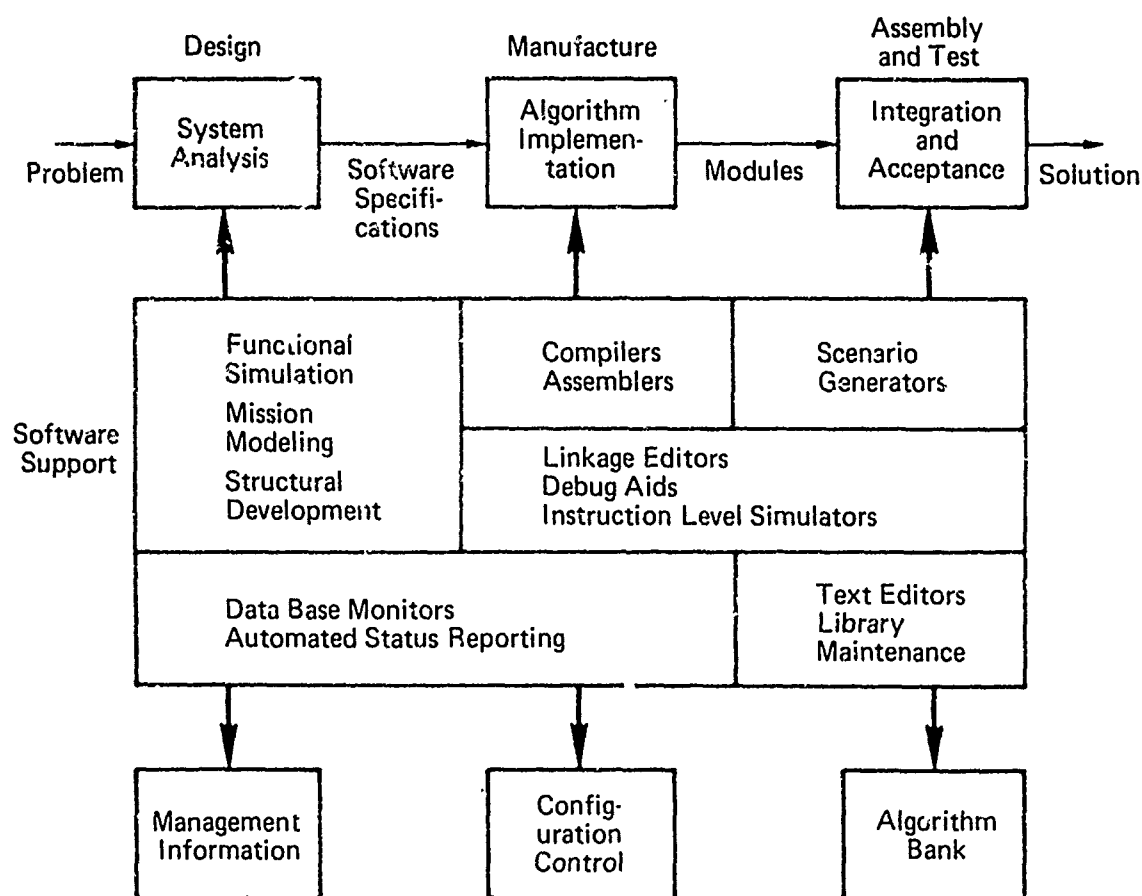 Design
Manufacture
Assembly
and Test
System
Analysis
Algorithm
Implemen-
tation
Integration
and
Acceptance
Problem
Software
Specifi-
cations
Modules
Solution
Software
Support
Functional
Simulation
Mission
Modeling
Structural
Development
Compilers
Assemblers
Scenario
Generators
Linkage Editors
Debug Aids
Instruction Level Simulators
Data Base Monitors
Automated Status Reporting
Text Editors
Library
Maintenance
Management
Information
Config-
uration
Control
Algorithm
Bank